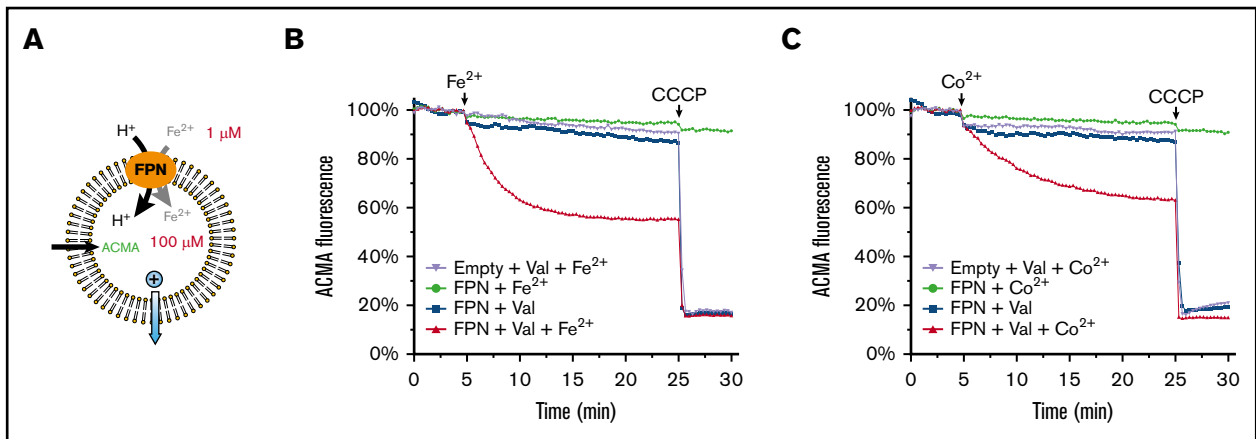 A
H⁺
Fe²⁺
1 µM
FPN
H⁺
Fe²⁺
ACMA
100 µM
+
B
Fe²⁺
CCCP
100%
80%
60%
40%
20%
0%
ACMA fluorescence
Empty + Val + Fe²⁺
FPN + Fe²⁺
FPN + Val
FPN + Val + Fe²⁺
0 5 10 15 20 25 30
Time (min)
C
Co²⁺
CCCP
100%
80%
60%
40%
20%
0%
ACMA fluorescence
Empty + Val + Co²⁺
FPN + Co²⁺
FPN + Val
FPN + Val + Co²⁺
0 5 10 15 20 25 30
Time (min)